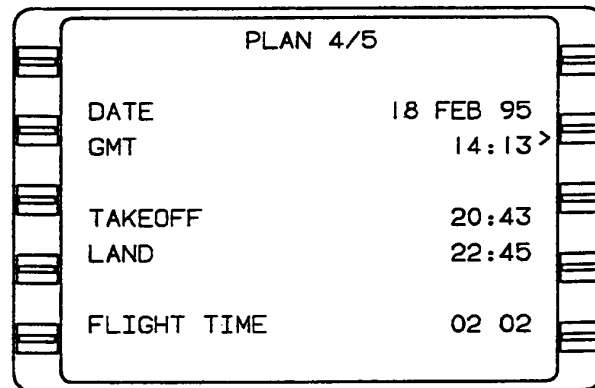 PLAN 4/5
DATE 18 FEB 95
GMT 14:13>
TAKEOFF 20:43
LAND 22:45
FLIGHT TIME 02 02